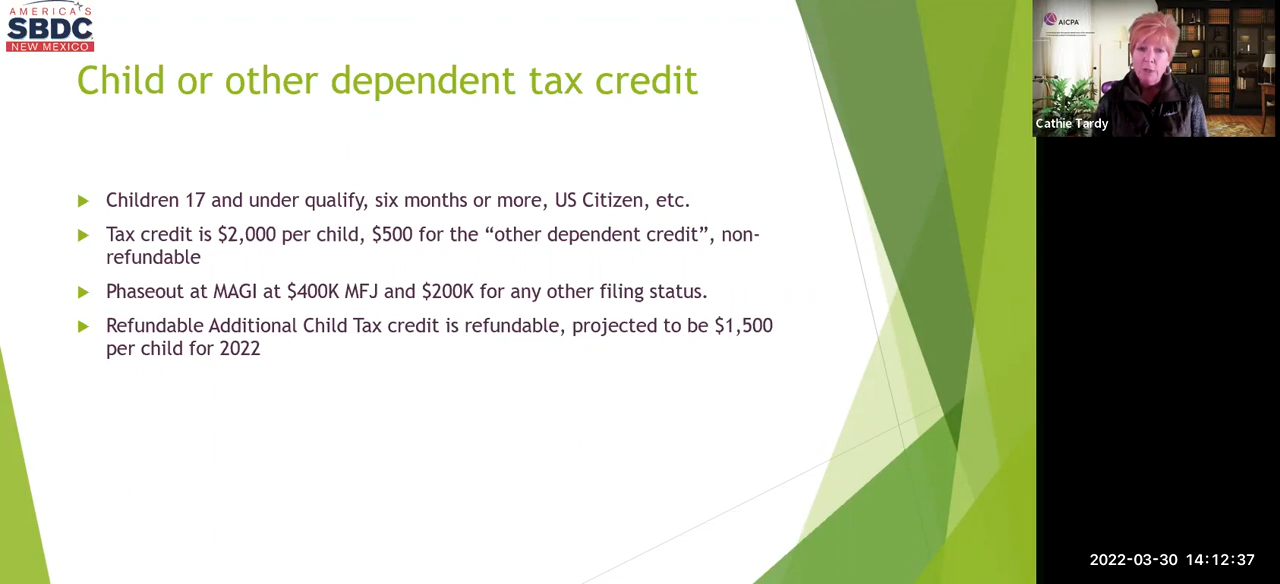 AMERICA'S
SBDC
NEW MEXICO
Child or other dependent tax credit
Children 17 and under qualify, six months or more, US Citizen, etc.
Tax credit is $2,000 per child, $500 for the “other dependent credit”, non-
refundable
Phaseout at MAGI at $400K MFJ and $200K for any other filing status.
Refundable Additional Child Tax credit is refundable, projected to be $1,500
per child for 2022
AICPA
Cathie Tardy
2022-03-30 14:12:37